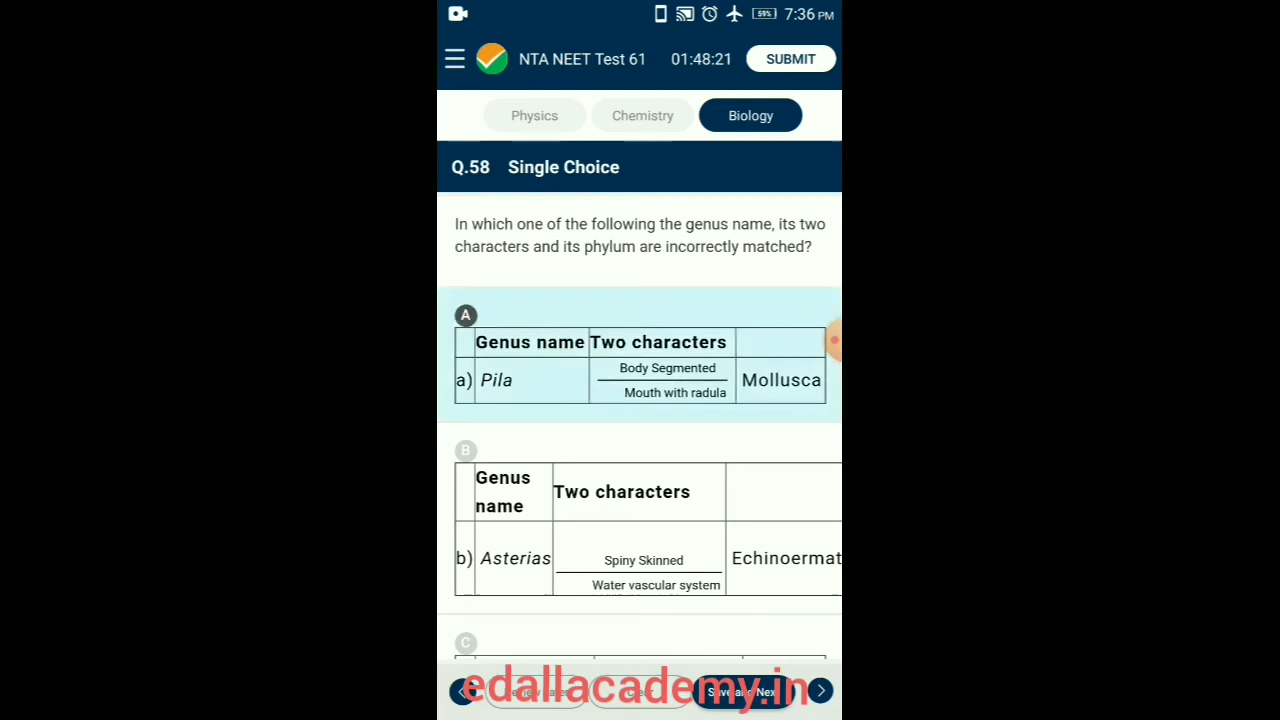 59% 7:36 PM
NTA NEET Test 61 01:48:21 SUBMIT
Physics Chemistry Biology
Q.58 Single Choice
In which one of the following the genus name, its two
characters and its phylum are incorrectly matched?
A
Genus name Two characters
a) Pila Body Segmented Mollusca
Mouth with radula
B
Genus
name Two characters
b) Asterias Spiny Skinned Echinoermat
Water vascular system
C
edallacademy.in